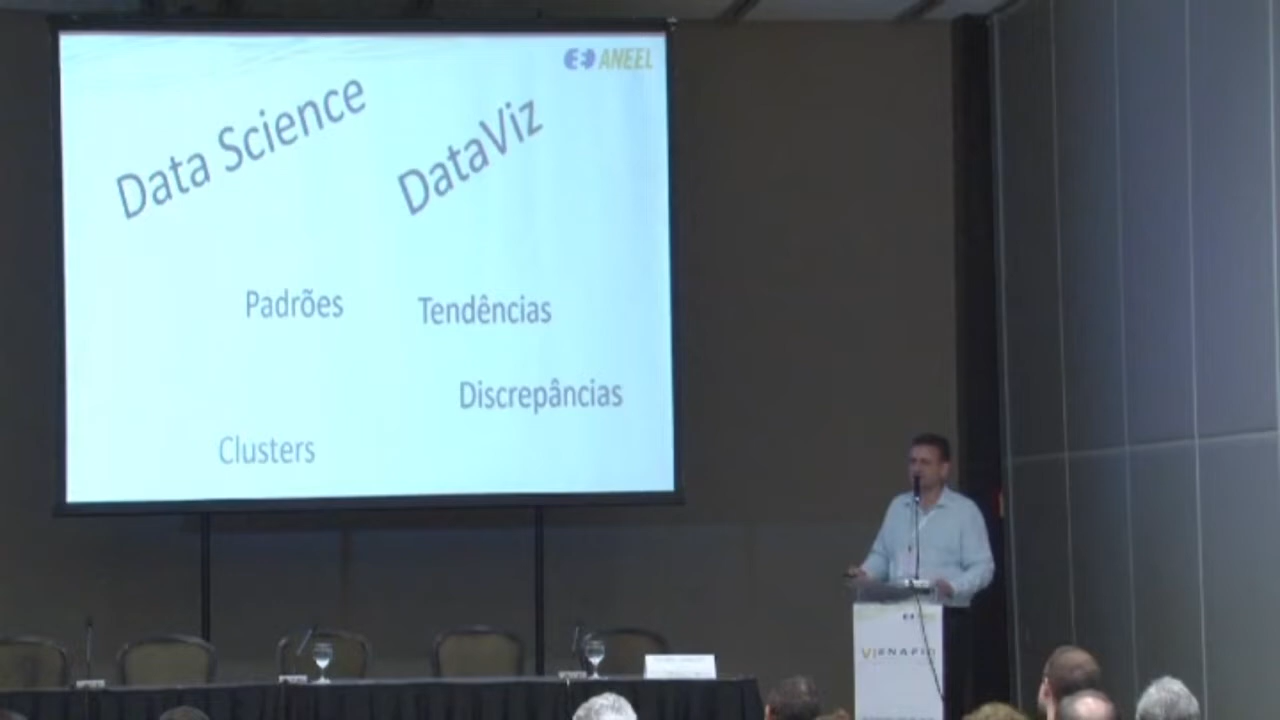 ANEEL
Data Science
DataViz
Padrões
Tendências
Discrepâncias
Clusters